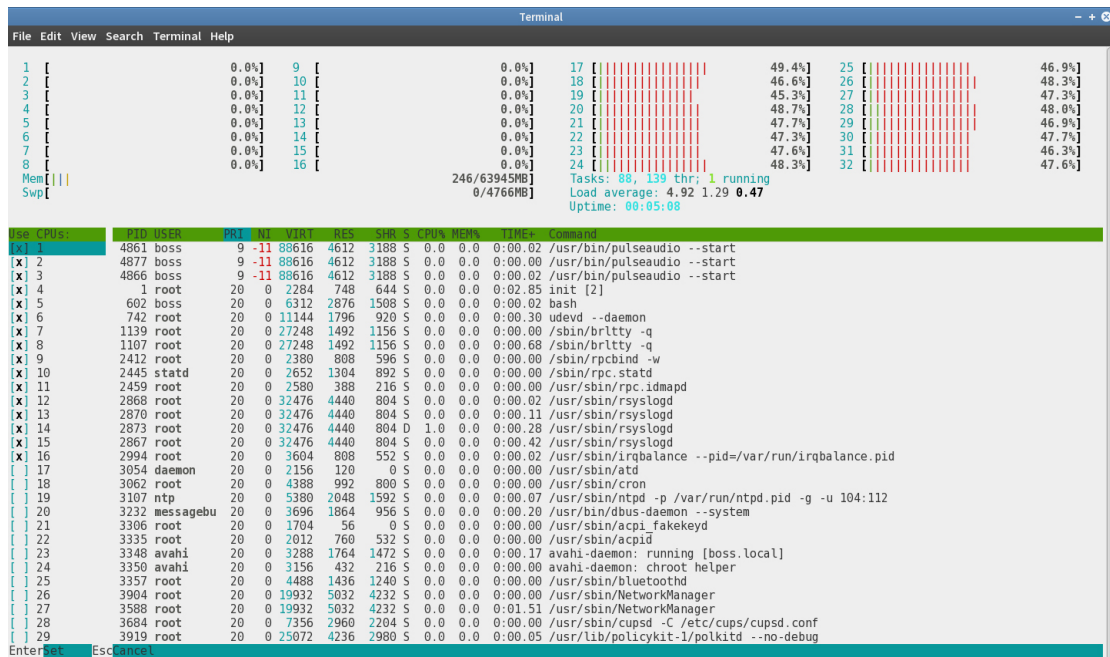 Terminal
File Edit View Search Terminal Help
1 [ 0.0%] 9 [ 0.0%] 17 [||||||||||||||| 49.4%] 25 [|||||||||||||| 46.9%]
2 [ 0.0%] 10 [ 0.0%] 18 [|||||||||||||| 46.6%] 26 [||||||||||||||| 48.3%]
3 [ 0.0%] 11 [ 0.0%] 19 [||||||||||||| 45.3%] 27 [|||||||||||||| 47.3%]
4 [ 0.0%] 12 [ 0.0%] 20 [|||||||||||||| 48.7%] 28 [||||||||||||||| 48.0%]
5 [ 0.0%] 13 [ 0.0%] 21 [|||||||||||||| 47.7%] 29 [||||||||||||||| 46.9%]
6 [ 0.0%] 14 [ 0.0%] 22 [|||||||||||||| 47.3%] 30 [|||||||||||||| 47.7%]
7 [ 0.0%] 15 [ 0.0%] 23 [|||||||||||||| 47.6%] 31 [|||||||||||||| 46.3%]
8 [ 0.0%] 16 [ 0.0%] 24 [||||||||||||||| 48.3%] 32 [|||||||||||||| 47.6%]
Mem[||| 246/63945MB] Tasks: 88, 139 thr; 1 running
Swp[ 0/4766MB] Load average: 4.92 1.29 0.47
Uptime: 00:05:08
Use CPUs: PID USER PRI NI VIRT RES SHR S CPU% MEM% TIME+ Command
[x] 1 4861 boss 9 -11 88616 4612 3188 S 0.0 0.0 0:00.02 /usr/bin/pulseaudio --start
[x] 2 4877 boss 9 -11 88616 4612 3188 S 0.0 0.0 0:00.00 /usr/bin/pulseaudio --start
[x] 3 4866 boss 9 -11 88616 4612 3188 S 0.0 0.0 0:00.00 /usr/bin/pulseaudio --start
[x] 4 1 root 20 0 2284 748 644 S 0.0 0.0 0:02.85 init [2]
[x] 5 602 boss 20 0 6312 2876 1508 S 0.0 0.0 0:00.02 bash
[x] 6 742 root 20 0 11144 1796 920 S 0.0 0.0 0:00.30 udevd --daemon
[x] 7 1139 root 20 0 27248 1492 1156 S 0.0 0.0 0:00.00 /sbin/brltty -q
[x] 8 1107 root 20 0 27248 1492 1156 S 0.0 0.0 0:00.68 /sbin/brltty -q
[x] 9 2412 root 20 0 2380 808 596 S 0.0 0.0 0:00.00 /sbin/rpcbind -w
[x] 10 2445 statd 20 0 2652 1304 892 S 0.0 0.0 0:00.00 /sbin/rpc.statd
[x] 11 2459 root 20 0 2580 388 216 S 0.0 0.0 0:00.00 /usr/sbin/rpc.idmapd
[x] 12 2868 root 20 0 32476 4440 804 S 0.0 0.0 0:00.02 /usr/sbin/rsyslogd
[x] 13 2870 root 20 0 32476 4440 804 S 0.0 0.0 0:00.11 /usr/sbin/rsyslogd
[x] 14 2873 root 20 0 32476 4440 804 D 1.0 0.0 0:00.28 /usr/sbin/rsyslogd
[x] 15 2867 root 20 0 32476 4440 804 S 0.0 0.0 0:00.42 /usr/sbin/rsyslogd
[x] 16 2994 root 20 0 3604 808 552 S 0.0 0.0 0:00.02 /usr/sbin/irqbalance --pid=/var/run/irqbalance.pid
[ ] 17 3054 daemon 20 0 2156 120 0 S 0.0 0.0 0:00.00 /usr/sbin/atd
[ ] 18 3062 root 20 0 4388 992 800 S 0.0 0.0 0:00.00 /usr/sbin/cron
[ ] 19 3107 ntp 20 0 5380 2048 1592 S 0.0 0.0 0:00.07 /usr/sbin/ntpd -p /var/run/ntpd.pid -g -u 104:112
[ ] 20 3232 messagebu 20 0 3696 1864 956 S 0.0 0.0 0:00.20 /usr/bin/dbus-daemon --system
[ ] 21 3306 root 20 0 1704 56 0 S 0.0 0.0 0:00.00 /usr/sbin/acpi_fakekeyd
[ ] 22 3335 root 20 0 2012 760 532 S 0.0 0.0 0:00.00 /usr/sbin/acpid
[ ] 23 3348 avahi 20 0 3288 1764 1472 S 0.0 0.0 0:00.17 avahi-daemon: running [boss.local]
[ ] 24 3350 avahi 20 0 3156 432 216 S 0.0 0.0 0:00.00 avahi-daemon: chroot helper
[ ] 25 3357 root 20 0 4488 1436 1240 S 0.0 0.0 0:00.00 /usr/sbin/bluetoothd
[ ] 26 3904 root 20 0 19932 5032 4232 S 0.0 0.0 0:00.00 /usr/sbin/NetworkManager
[ ] 27 3588 root 20 0 19932 5032 4232 S 0.0 0.0 0:01.51 /usr/sbin/NetworkManager
[ ] 28 3684 root 20 0 7356 2960 2204 S 0.0 0.0 0:00.00 /usr/sbin/cupsd -C /etc/cups/cupsd.conf
[ ] 29 3919 root 20 0 25072 4236 2980 S 0.0 0.0 0:00.05 /usr/lib/policykit-1/polkitd --no-debug
EnterSet EscCancel